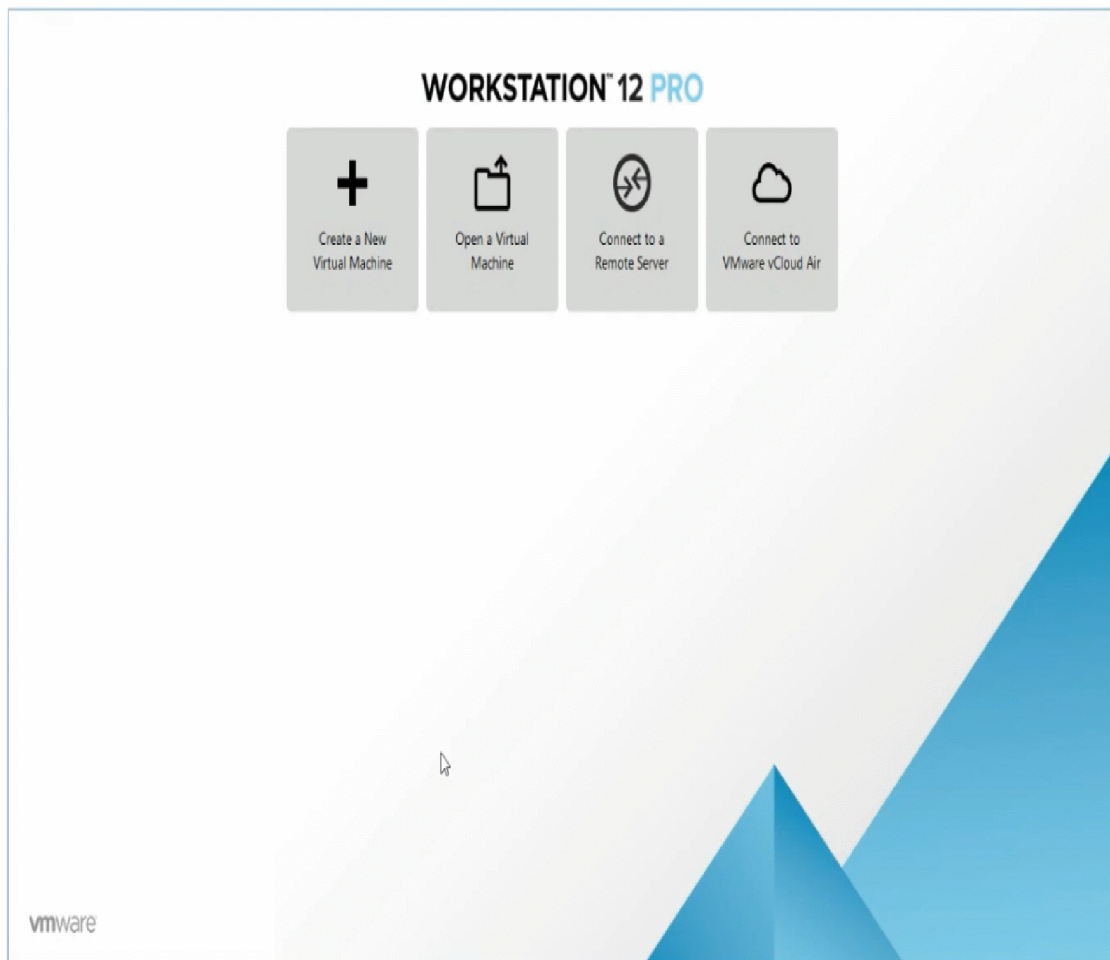 WORKSTATION™ 12 PRO
Create a New
Virtual Machine
Open a Virtual
Machine
Connect to a
Remote Server
Connect to
VMware vCloud Air
vmware